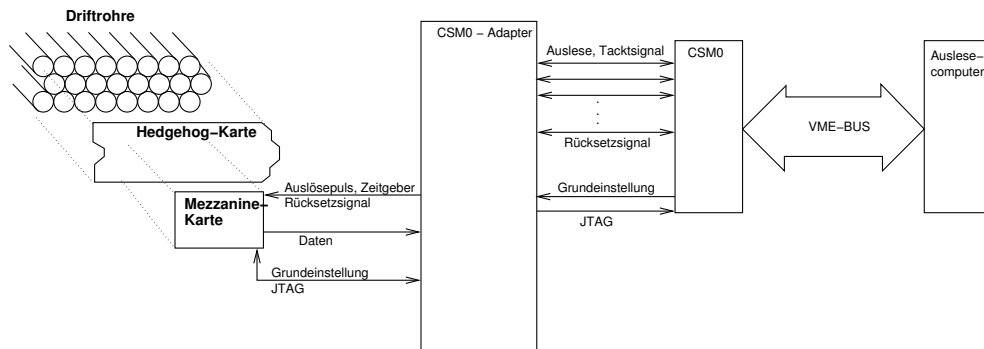 Driftrohre
CSM0 – Adapter
Auslese, Tacktsignal
CSM0
Auslese–
computer
Hedgehog–Karte
VME–BUS
Rücksetzsignal
Auslösepuls, Zeitgeber
Rücksetzsignal
Grundeinstellung
JTAG
Mezzanine–
Karte
Daten
Grundeinstellung
JTAG